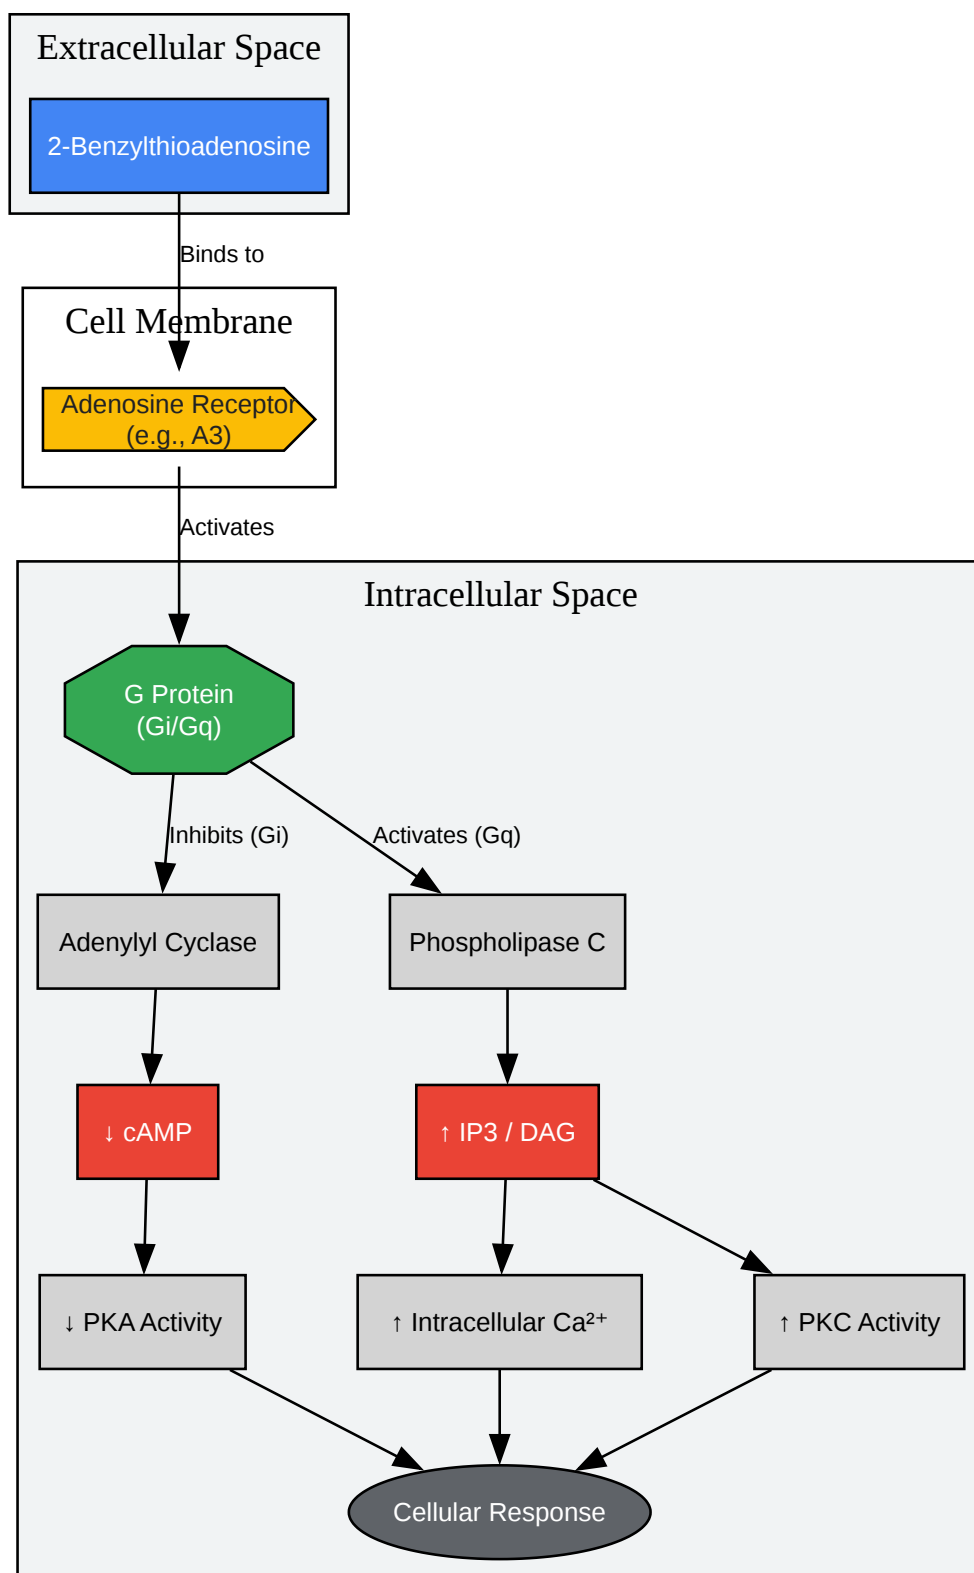 Extracellular Space
2-Benzylthioadenosine
Binds to
Cell Membrane
Adenosine Receptor
(e.g., A3)
Activates
Intracellular Space
G Protein
(Gi/Gq)
Inhibits (Gi)
Activates (Gq)
Adenylyl Cyclase
Phospholipase C
↓ cAMP
↑ IP3 / DAG
↓ PKA Activity
↑ Intracellular Ca²⁺
↑ PKC Activity
Cellular Response